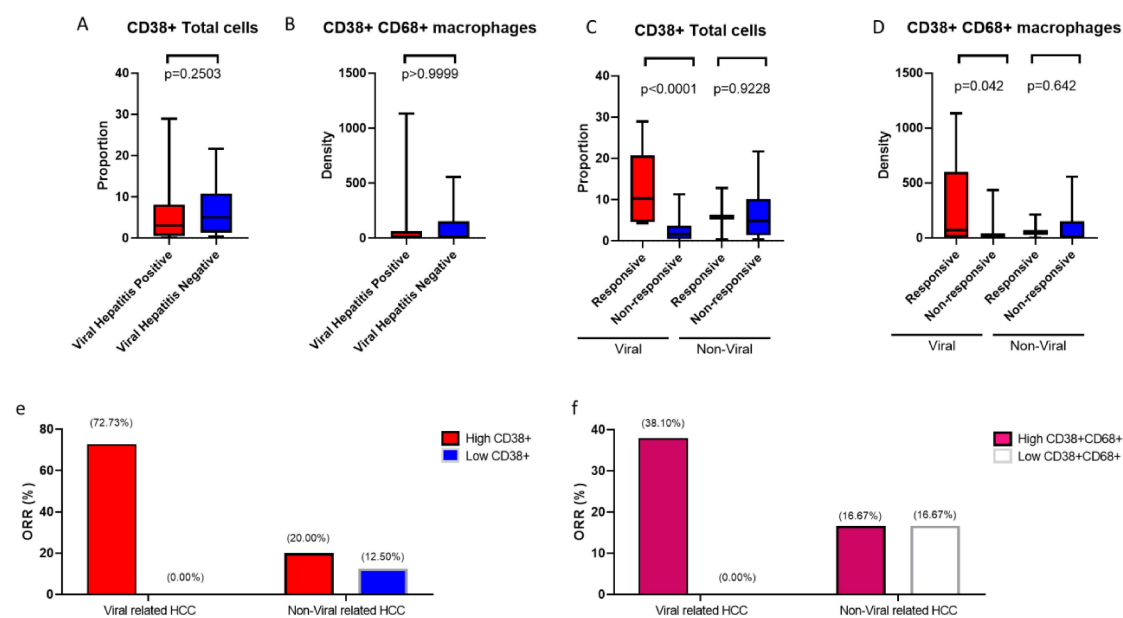 A
CD38+ Total cells
p=0.2503
Proportion
40
30
20
10
0
Viral Hepatitis Positive
Viral Hepatitis Negative
B
CD38+ CD68+ macrophages
p>0.9999
Density
1500
1000
500
0
Viral Hepatitis Positive
Viral Hepatitis Negative
C
CD38+ Total cells
p<0.0001
p=0.9228
Proportion
40
30
20
10
0
Responsive
Non-responsive
Responsive
Non-responsive
Viral
Non-Viral
D
CD38+ CD68+ macrophages
p=0.042
p=0.642
Density
1500
1000
500
0
Responsive
Non-responsive
Responsive
Non-responsive
Viral
Non-Viral
e
ORR (%)
80
60
40
20
0
(72.73%)
(0.00%)
(20.00%)
(12.50%)
Viral related HCC
Non-Viral related HCC
High CD38+
Low CD38+
f
ORR (%)
40
30
20
10
0
(38.10%)
(0.00%)
(16.67%)
(16.67%)
Viral related HCC
Non-Viral related HCC
High CD38+CD68+
Low CD38+CD68+